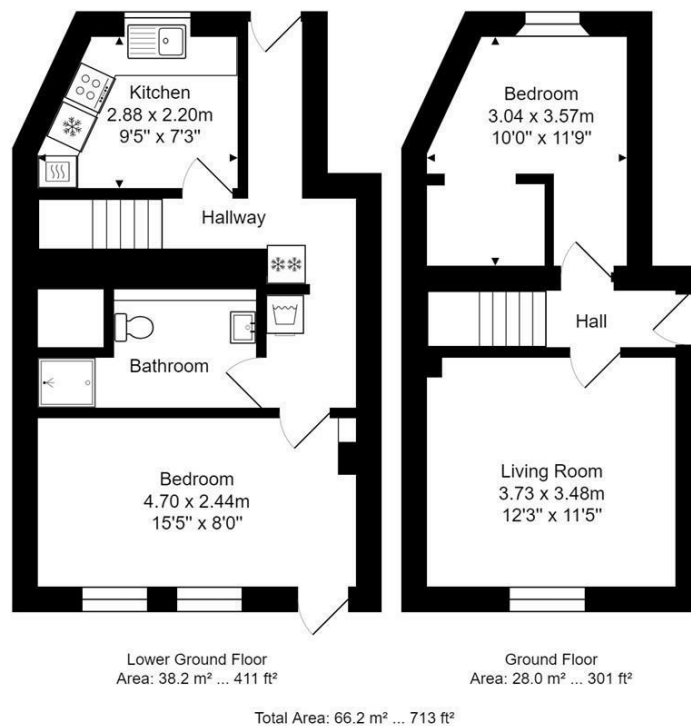 Kitchen
2.88 x 2.20m
9'5" x 7'3"
Hallway
Bathroom
Bedroom
4.70 x 2.44m
15'5" x 8'0"
Bedroom
3.04 x 3.57m
10'0" x 11'9"
Hall
Living Room
3.73 x 3.48m
12'3" x 11'5"
Lower Ground Floor
Area: 38.2 m² ... 411 ft²
Ground Floor
Area: 28.0 m² ... 301 ft²
Total Area: 66.2 m² ... 713 ft²